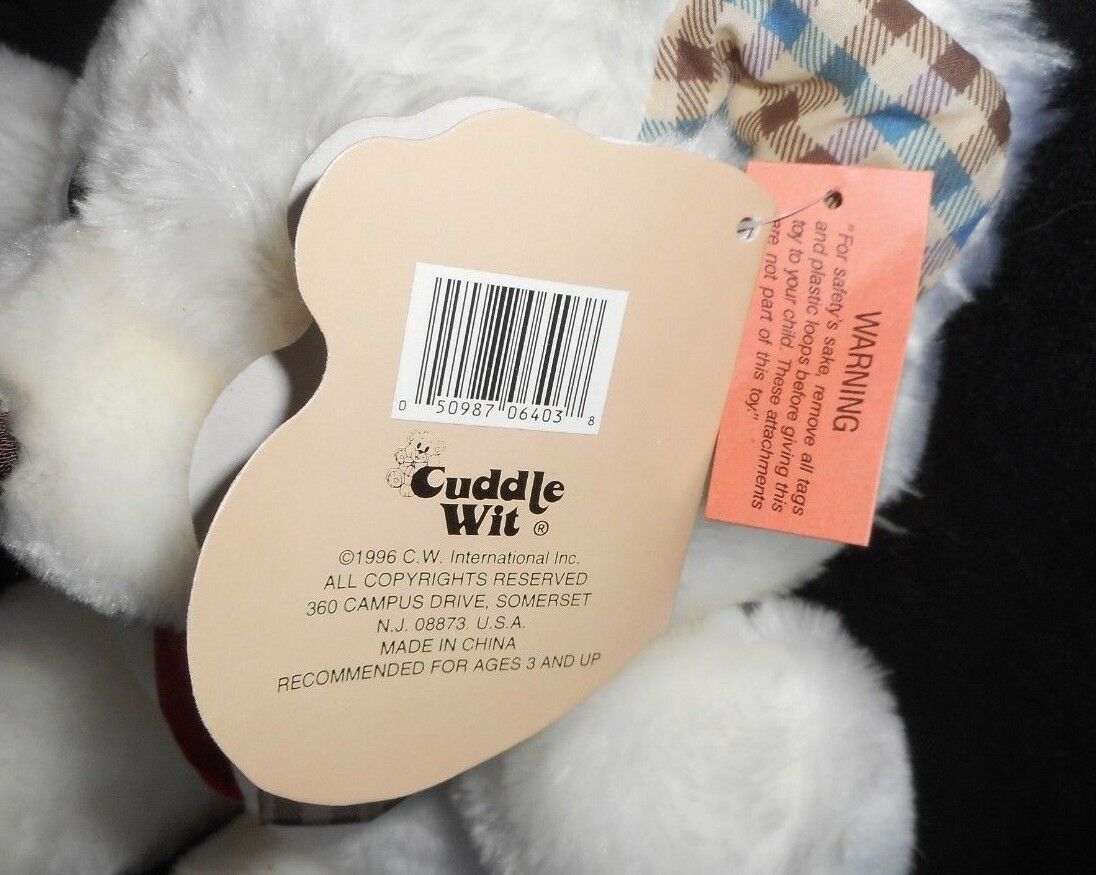 0 50987 06403 8
Cuddle
Wit ®
©1996 C.W. International Inc.
ALL COPYRIGHTS RESERVED
360 CAMPUS DRIVE, SOMERSET
N.J. 08873 U.S.A.
MADE IN CHINA
RECOMMENDED FOR AGES 3 AND UP
WARNING
"For safety's sake, remove all tags
and plastic loops before giving this
toy to your child. These attachments
are not part of this toy."